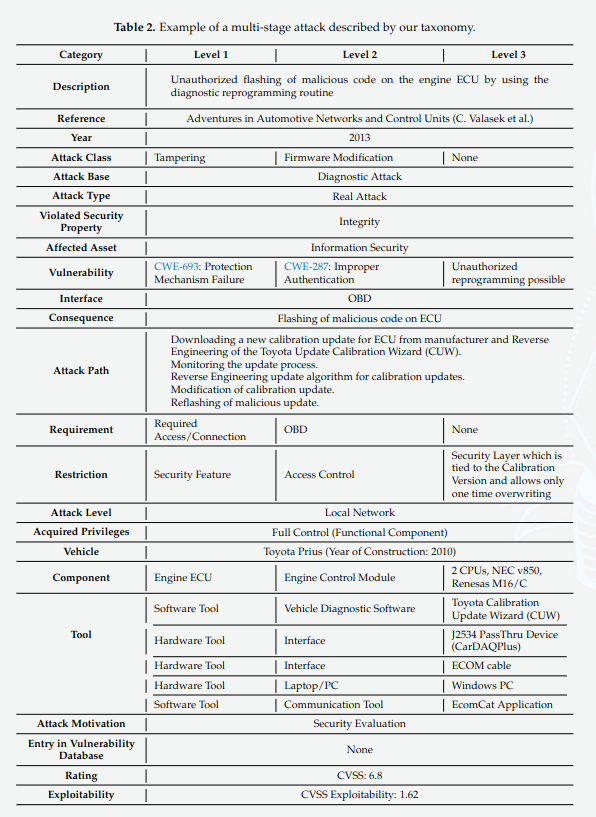 Table 2. Example of a multi-stage attack described by our taxonomy.
Category Level 1 Level 2 Level 3
Description Unauthorized flashing of malicious code on the engine ECU by using the
diagnostic reprogramming routine
Reference Adventures in Automotive Networks and Control Units (C. Valasek et al.)
Year 2013
Attack Class Tampering Firmware Modification None
Attack Base Diagnostic Attack
Attack Type Real Attack
Violated Security
Property
Integrity
Affected Asset Information Security
Vulnerability
CWE-693: Protection
Mechanism Failure
CWE-287: Improper
Authentication
Unauthorized
reprogramming possible
Interface OBD
Consequence Flashing of malicious code on ECU
Attack Path
Downloading a new calibration update for ECU from manufacturer and Reverse
Engineering of the Toyota Update Calibration Wizard (CUW).
Monitoring the update process.
Reverse Engineering update algorithm for calibration updates.
Modification of calibration update.
Reflashing of malicious update.
Requirement
Required
Access/Connection
OBD
None
Restriction
Security Feature
Access Control
Security Layer which is
tied to the Calibration
Version and allows only
one time overwriting
Attack Level Local Network
Acquired Privileges Full Control (Functional Component)
Vehicle Toyota Prius (Year of Construction: 2010)
Component
Engine ECU
Engine Control Module
2 CPUs, NEC v850,
Renesas M16/C
Tool
Software Tool
Vehicle Diagnostic Software
Toyota Calibration
Update Wizard (CUW)
Hardware Tool
Interface
J2534 PassThru Device
(CarDAQPlus)
Hardware Tool Interface ECOM cable
Hardware Tool Laptop/PC Windows PC
Software Tool Communication Tool EcomCat Application
Attack Motivation Security Evaluation
Entry in Vulnerability
Database
None
Rating CVSS: 6.8
Exploitability CVSS Exploitability: 1.62